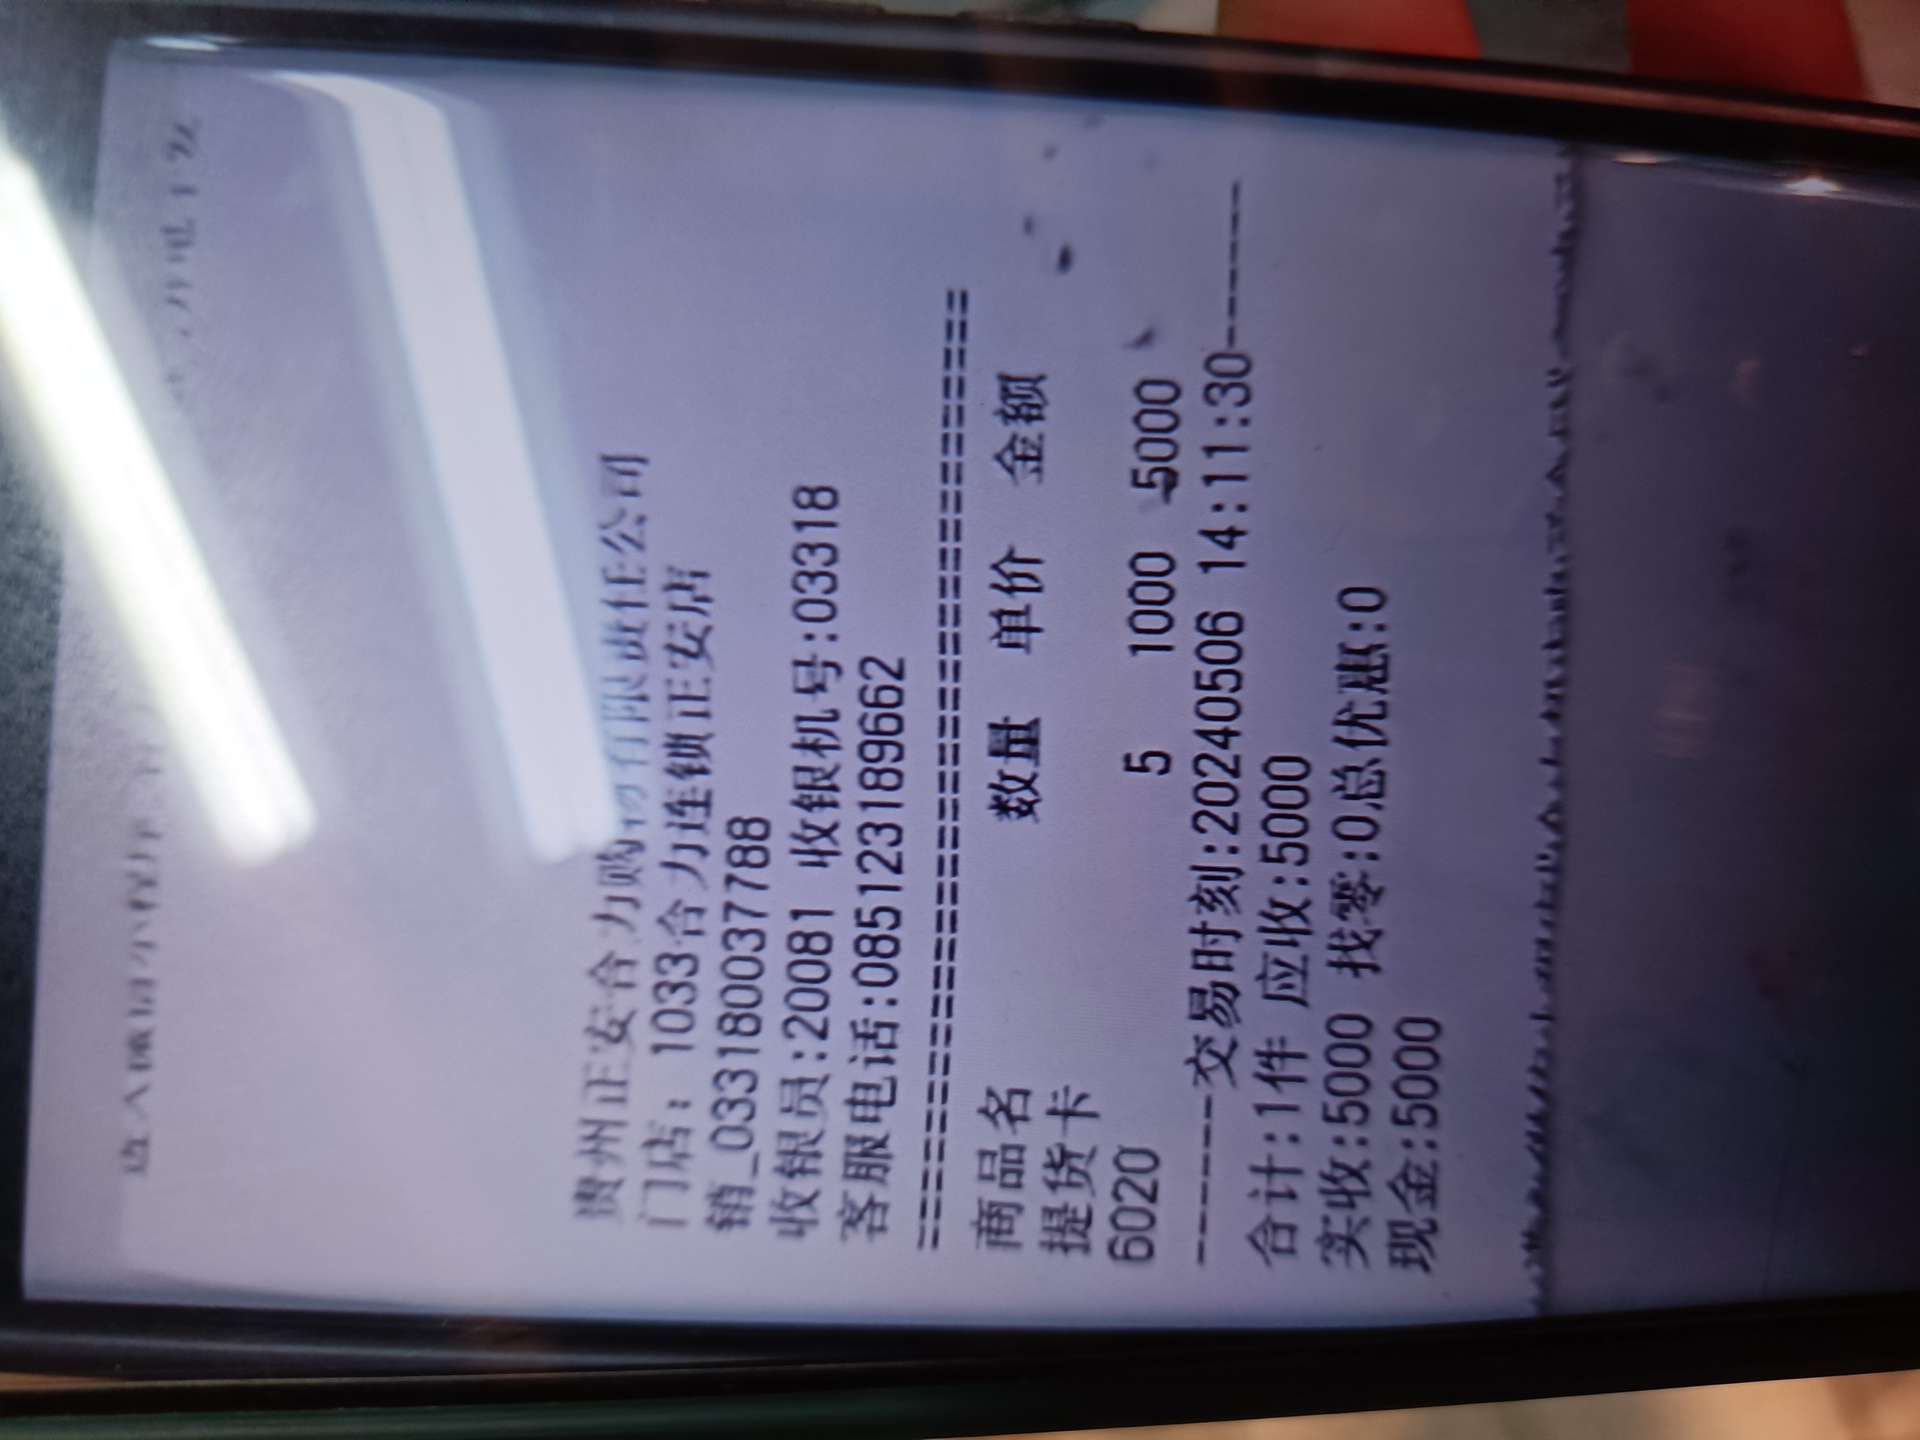 贵州正安合力购物有限责任公司
门店: 1033合力连锁正安店
销_033180037788
收银员:20081 收银机号:03318
客服电话:085123189662
==============================
商品名 数量 单价 金额
提货卡
6020 5 1000 5000
-------交易时刻:20240506 14:11:30-------
合计:1件 应收:5000
实收:5000 找零:0总优惠:0
现金:5000